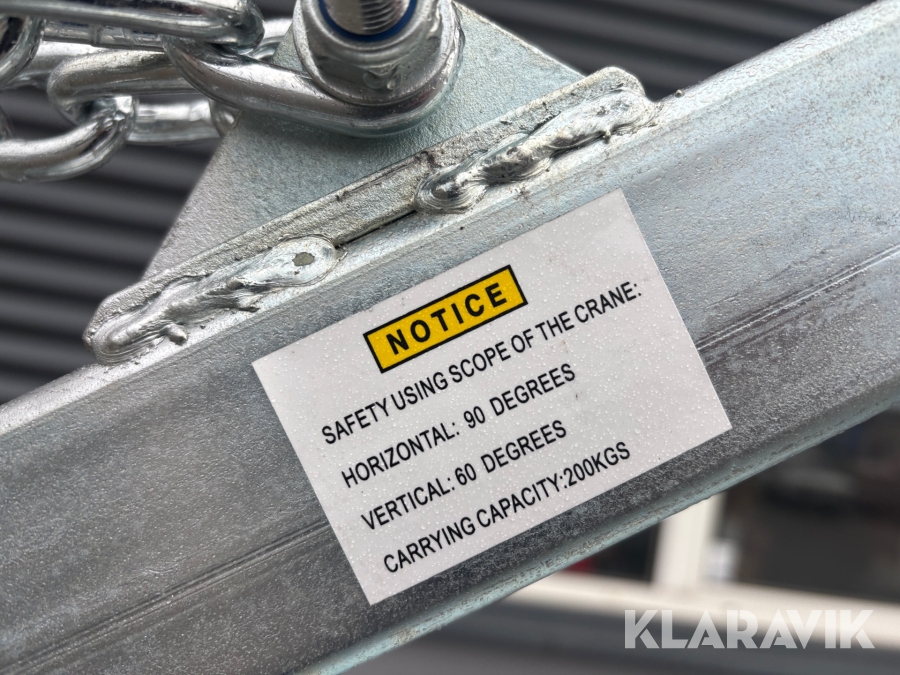 NOTICE
SAFETY USING SCOPE OF THE CRANE:
HORIZONTAL: 90 DEGREES
VERTICAL: 60 DEGREES
CARRYING CAPACITY:200KGS
KLARAVIK